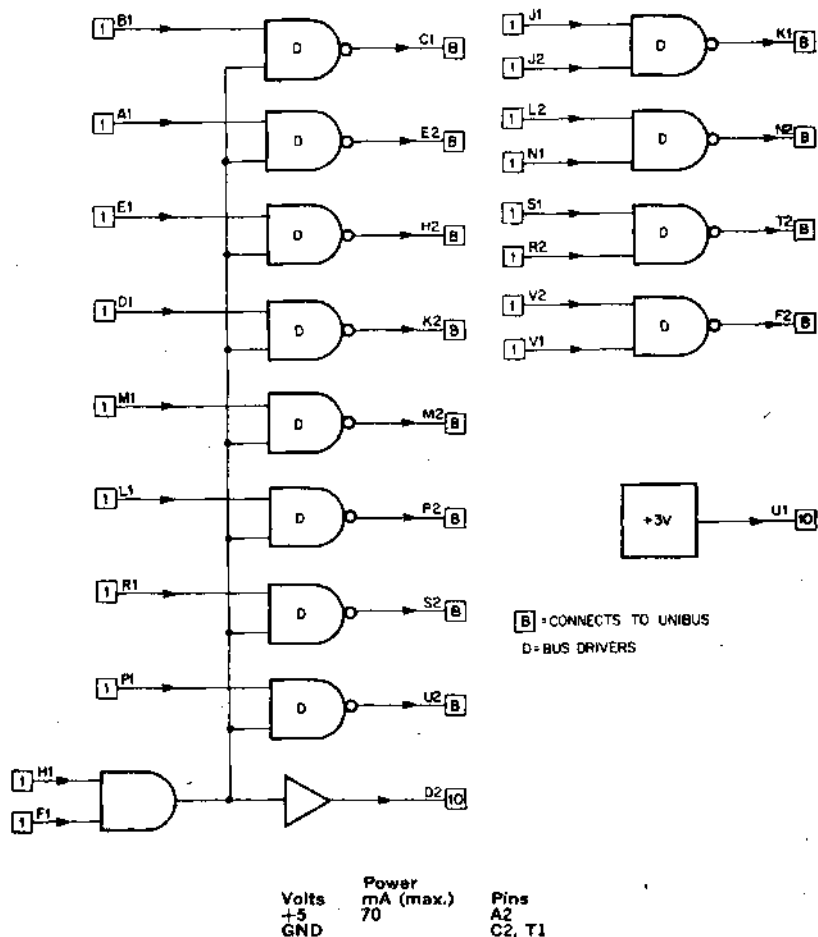 B1 1 D C1 B
A1 1 D E2 B
E1 1 D H2 B
D1 1 D K2 B
M1 1 D M2 B
L1 1 D P2 B
R1 1 D S2 B
P1 1 D U2 B
H1 1
F1 1
D2 10
J1 1 D K1 B
J2 1
L2 1 D N2 B
N1 1
S1 1 D T2 B
R2 1
V2 1 D F2 B
V1 1
+3V U1 10
B = CONNECTS TO UNIBUS
D = BUS DRIVERS
Power
Volts mA (max.) Pins
+5 70 A2
GND C2, T1